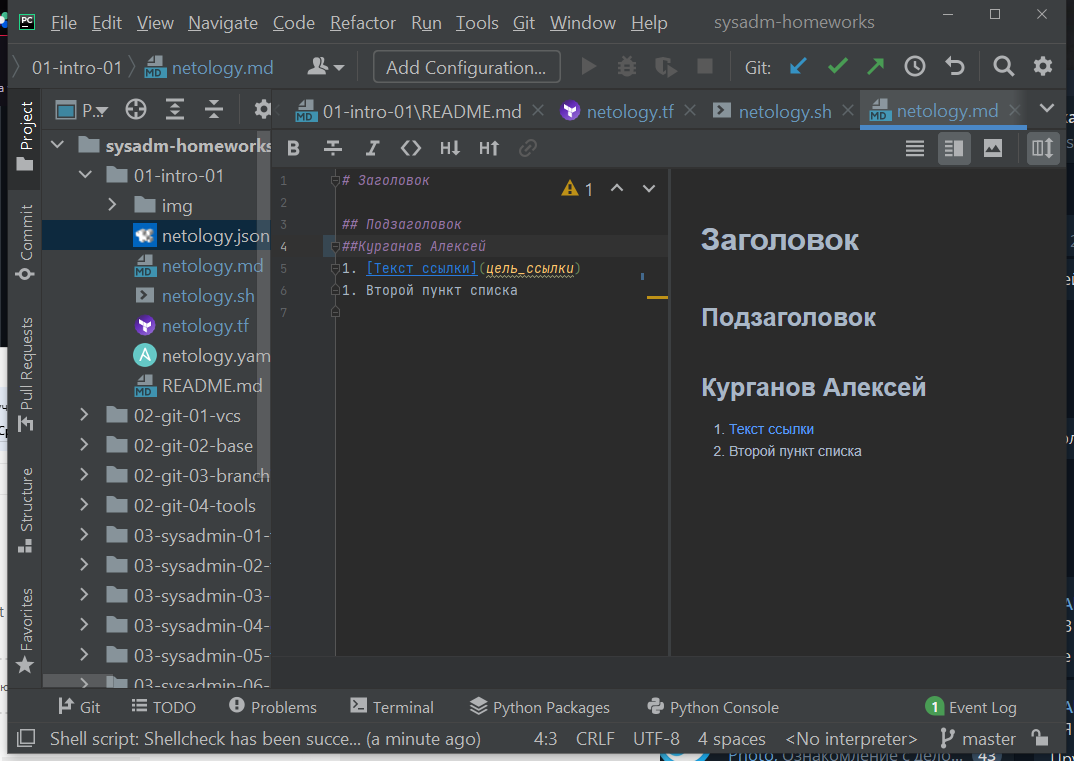 File Edit View Navigate Code Refactor Run Tools Git Window Help sysadm-homeworks
01-intro-01 netology.md Add Configuration... Git:
P... 01-intro-01\README.md netology.tf netology.sh netology.md
Project
Commit
Pull Requests
Structure
Favorites
sysadm-homeworks
01-intro-01
img
netology.json
netology.md
netology.sh
netology.tf
netology.yam
README.md
02-git-01-vcs
02-git-02-base
02-git-03-branch
02-git-04-tools
03-sysadmin-01-
03-sysadmin-02-
03-sysadmin-03-
03-sysadmin-04-
03-sysadmin-05-
03-sysadmin-06-
B I <> H↓ H↑
1 # Заголовок
2
3 ## Подзаголовок
4 ##Курганов Алексей
5 1. [Текст ссылки](цель_ссылки)
6 1. Второй пункт списка
7
1
Заголовок
Подзаголовок
Курганов Алексей
1. Текст ссылки
2. Второй пункт списка
Git TODO Problems Terminal Python Packages Python Console 1 Event Log
Shell script: Shellcheck has been succe... (a minute ago) 4:3 CRLF UTF-8 4 spaces <No interpreter> master
Photo, Ознакомление с дело... 43